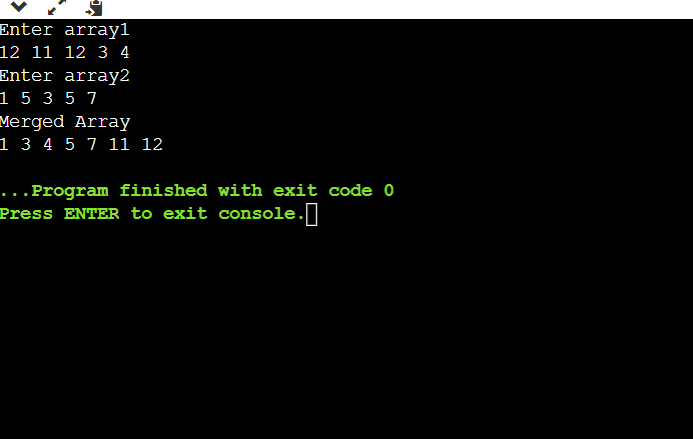 Enter array1
12 11 12 3 4
Enter array2
1 5 3 5 7
Merged Array
1 3 4 5 7 11 12
...Program finished with exit code 0
Press ENTER to exit console.